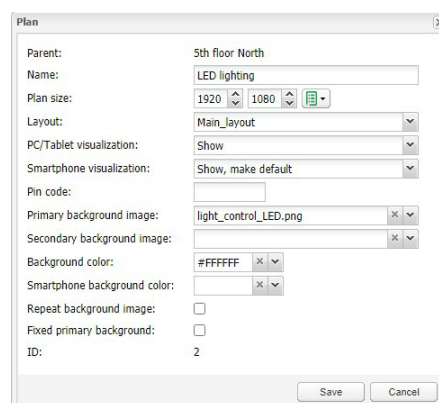 Plan
Parent: 5th floor North
Name: LED lighting
Plan size: 1920 1080
Layout: Main_layout
PC/Tablet visualization: Show
Smartphone visualization: Show, make default
Pin code:
Primary background image: light_control_LED.png
Secondary background image:
Background color: #FFFFFF
Smartphone background color:
Repeat background image:
Fixed primary background:
ID: 2
Save Cancel